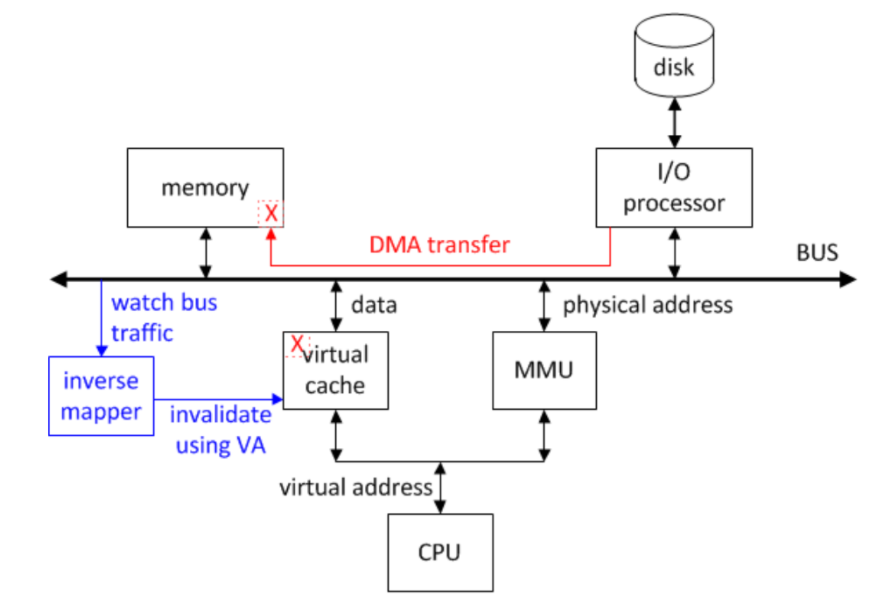 disk
memory
X
I/O
processor
DMA transfer
BUS
watch bus
traffic
data
physical address
X
virtual
cache
MMU
inverse
mapper
invalidate
using VA
virtual address
CPU